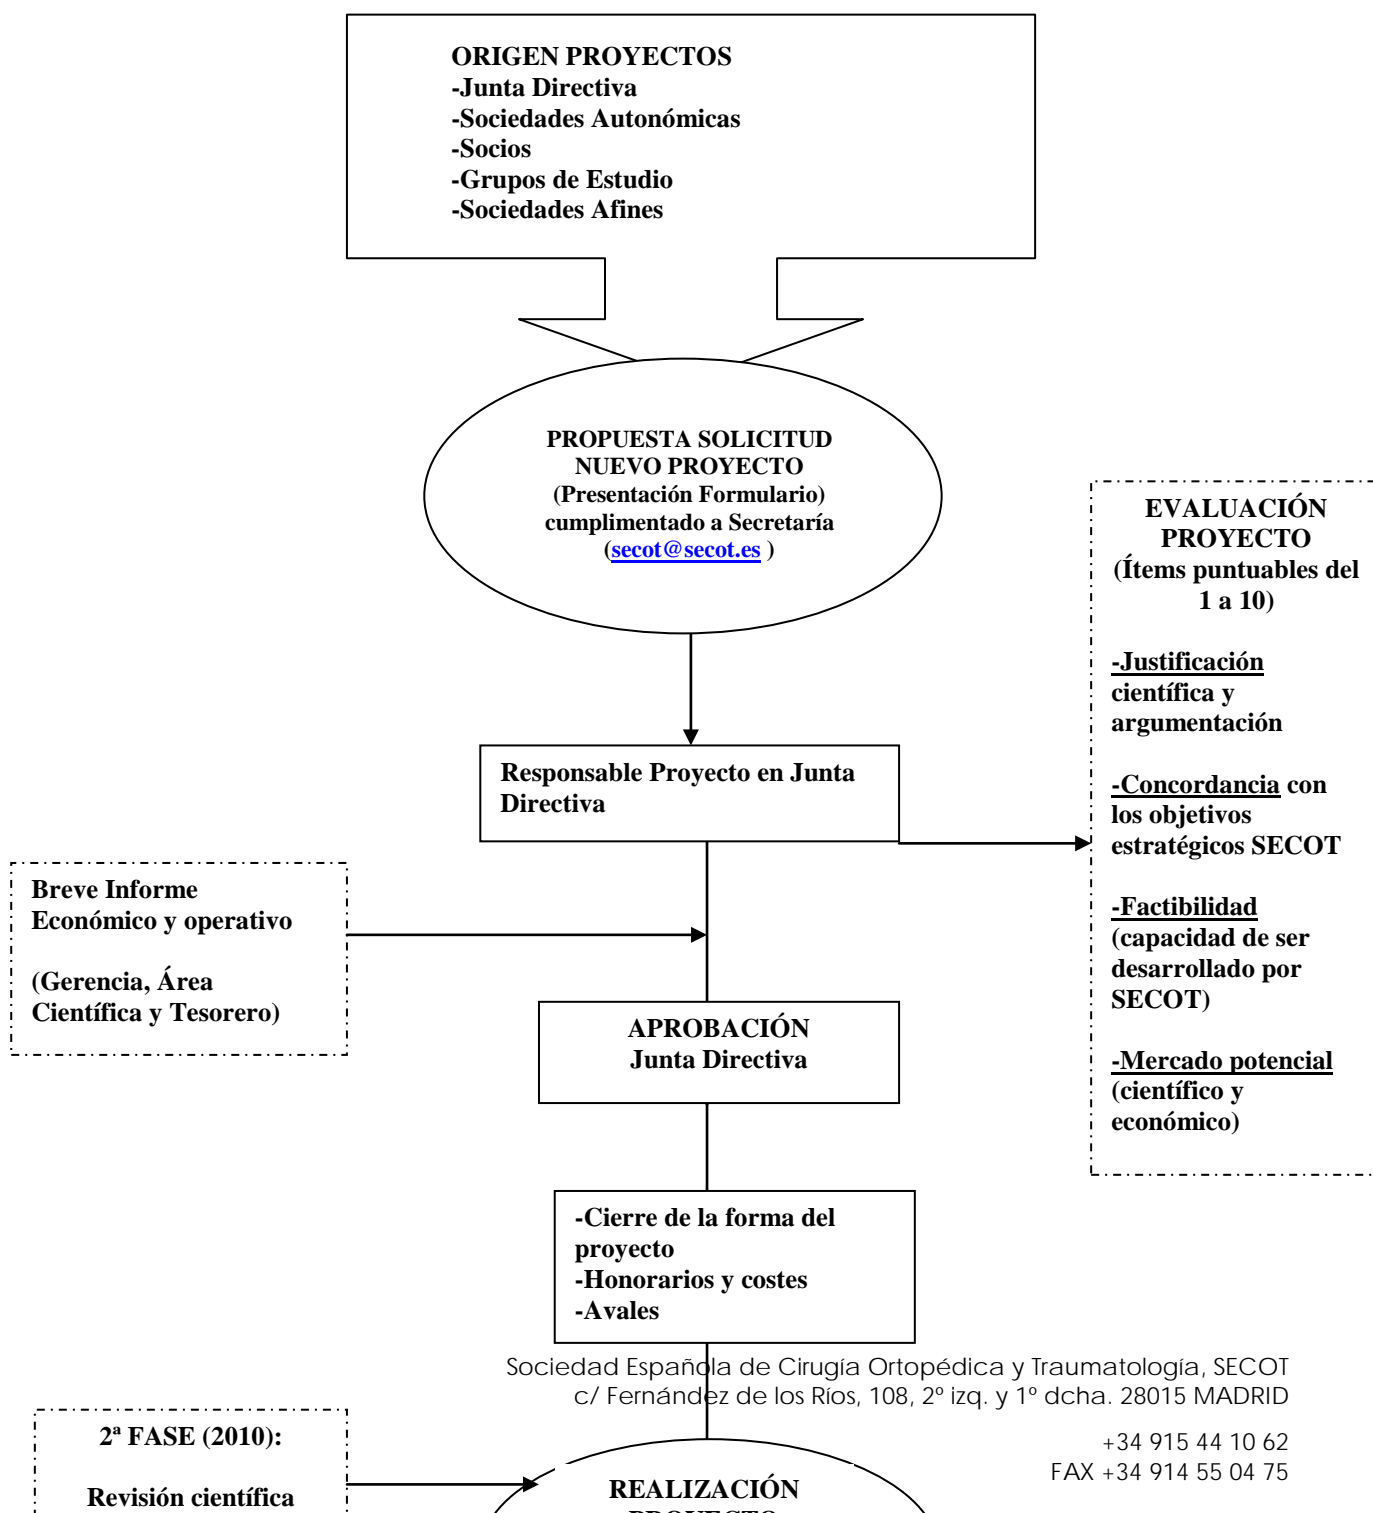 ORIGEN PROYECTOS
-Junta Directiva
-Sociedades Autonómicas
-Socios
-Grupos de Estudio
-Sociedades Afines
PROPUESTA SOLICITUD
NUEVO PROYECTO
(Presentación Formulario)
cumplimentado a Secretaría
(secot@secot.es )
EVALUACIÓN
PROYECTO
(Ítems puntuables del
1 a 10)
-Justificación
científica y
argumentación
-Concordancia con
los objetivos
estratégicos SECOT
-Factibilidad
(capacidad de ser
desarrollado por
SECOT)
-Mercado potencial
(científico y
económico)
Responsable Proyecto en Junta
Directiva
Breve Informe
Económico y operativo
(Gerencia, Área
Científica y Tesorero)
APROBACIÓN
Junta Directiva
-Cierre de la forma del
proyecto
-Honorarios y costes
-Avales
Sociedad Española de Cirugía Ortopédica y Traumatología, SECOT
c/ Fernández de los Ríos, 108, 2º izq. y 1º dcha. 28015 MADRID
+34 915 44 10 62
FAX +34 914 55 04 75
2ª FASE (2010):
Revisión científica
REALIZACIÓN
PROYECTO